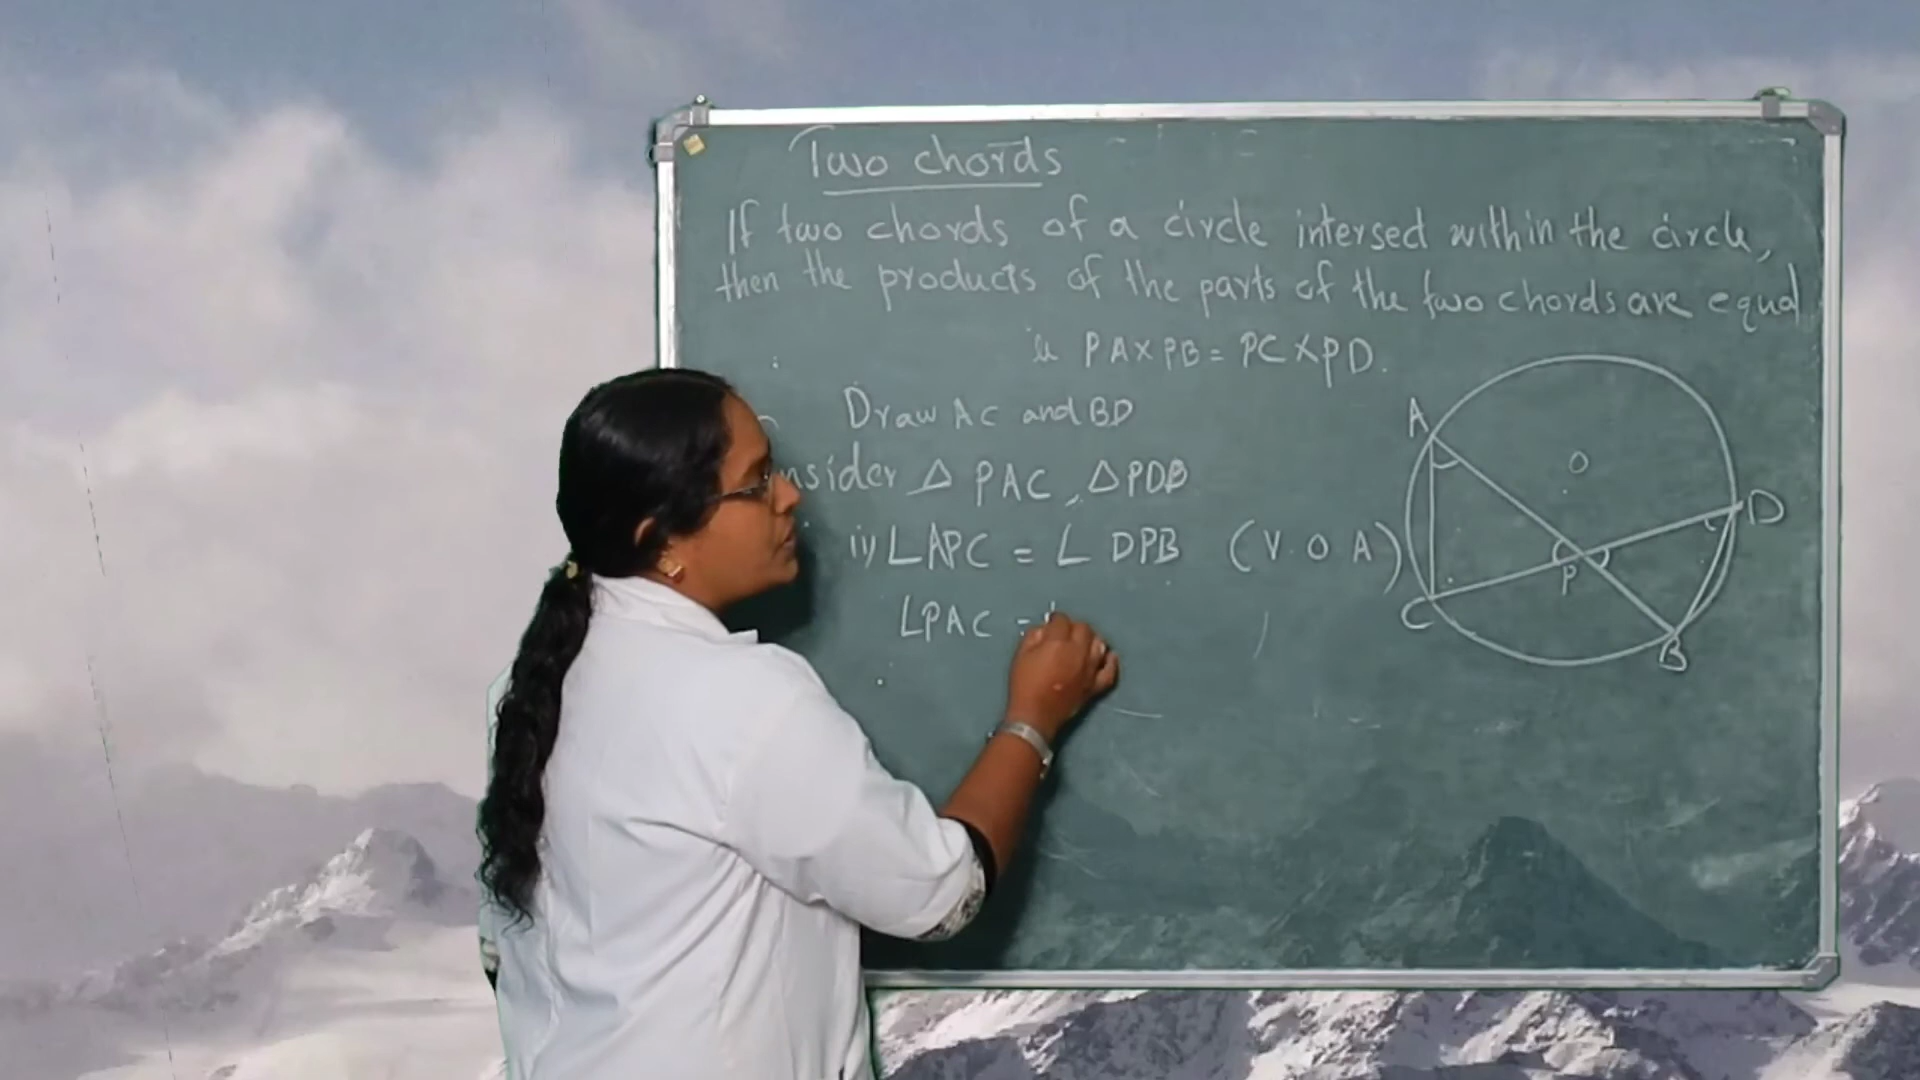 Two chords
If two chords of a circle intersed within the circle,
then the products of the parts of the two chords are equal
ie PA×PB = PC×PD.
Draw AC and BD
nsider △ PAC, △PDB
i) ∠APC = ∠ DPB (V.O A)
∠PAC =
A
O
D
P
C
B